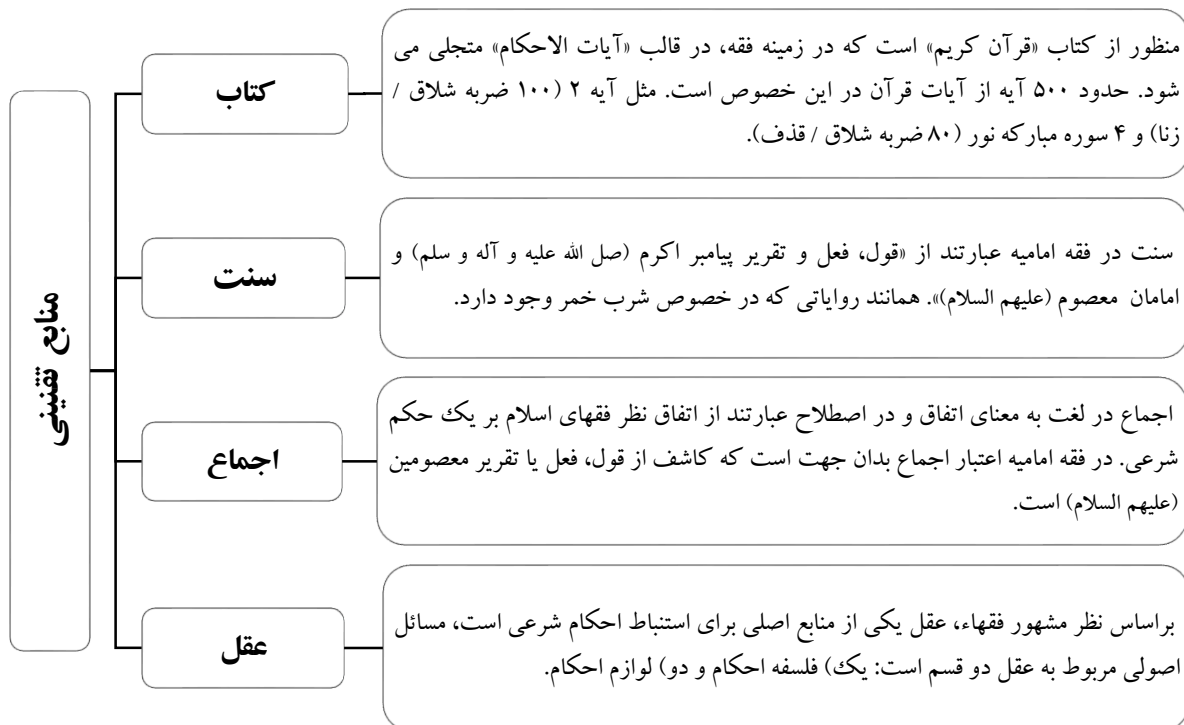 منابع تقنینی
کتاب
منظور از کتاب «قرآن کریم» است که در زمینه فقه، در قالب «آیات الاحکام» متجلی می
شود. حدود ۵۰۰ آیه از آیات قرآن در این خصوص است. مثل آیه ۲ (۱۰۰ ضربه شلاق /
زنا) و ۴ سوره مبارکه نور (۸۰ ضربه شلاق / قذف).
سنت
سنت در فقه امامیه عبارتند از «قول، فعل و تقریر پیامبر اکرم (صل الله علیه و آله و سلم) و
امامان معصوم (علیهم السلام)». همانند روایاتی که در خصوص شرب خمر وجود دارد.
اجماع
اجماع در لغت به معنای اتفاق و در اصطلاح عبارتند از اتفاق نظر فقهای اسلام بر یک حکم
شرعی. در فقه امامیه اعتبار اجماع بدان جهت است که کاشف از قول، فعل یا تقریر معصومین
(علیهم السلام) است.
عقل
براساس نظر مشهور فقهاء، عقل یکی از منابع اصلی برای استنباط احکام شرعی است، مسائل
اصولی مربوط به عقل دو قسم است: یک) فلسفه احکام و دو) لوازم احکام.